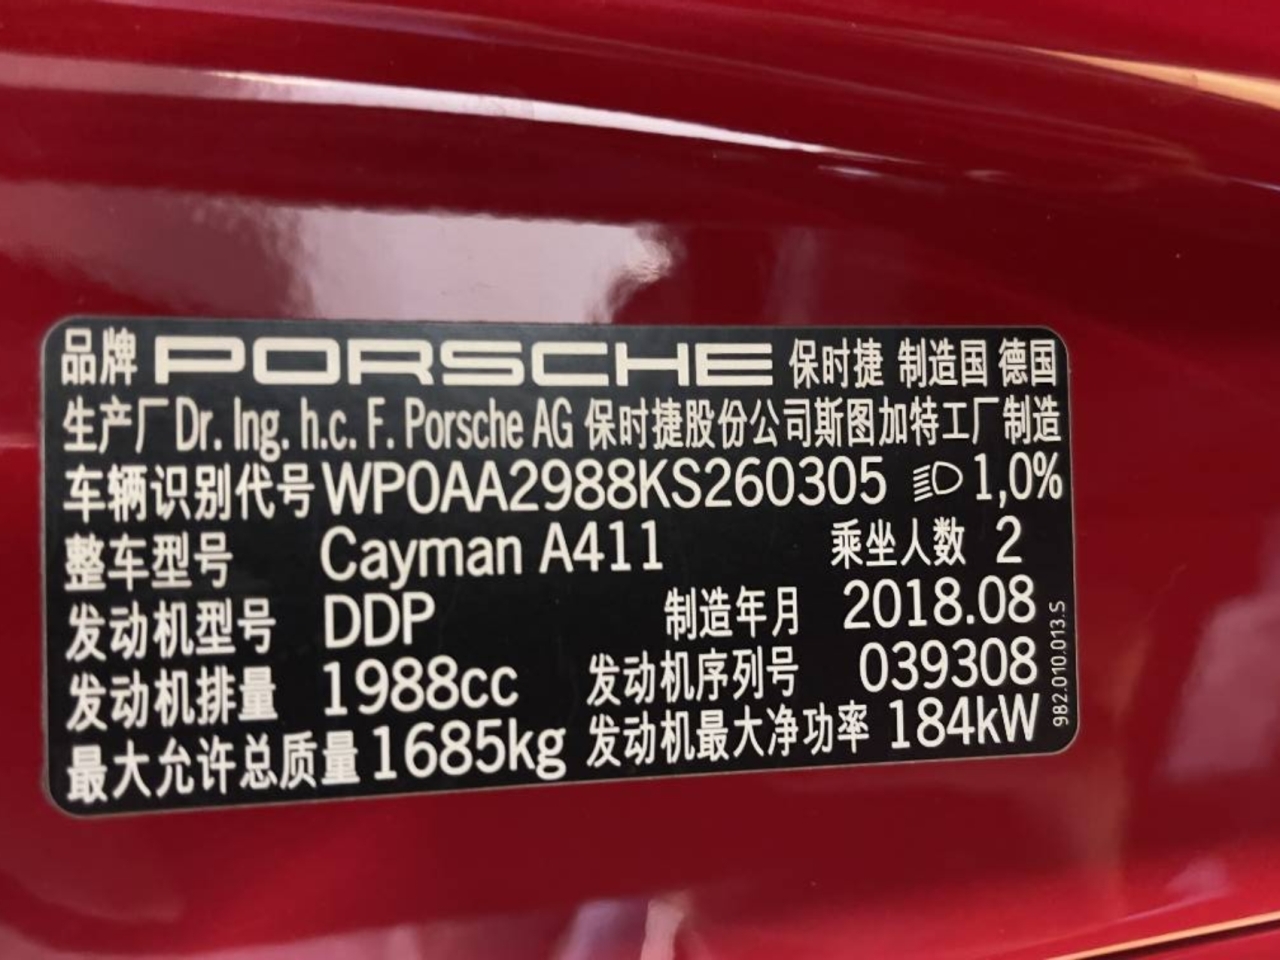 品牌 PORSCHE 保时捷 制造国 德国
生产厂 Dr. Ing. h.c. F. Porsche AG 保时捷股份公司斯图加特工厂制造
车辆识别代号 WP0AA2988KS260305 1,0%
整车型号 Cayman A411 乘坐人数 2
发动机型号 DDP 制造年月 2018.08
发动机排量 1988cc 发动机序列号 039308
最大允许总质量 1685kg 发动机最大净功率 184kW
982.010.013.S